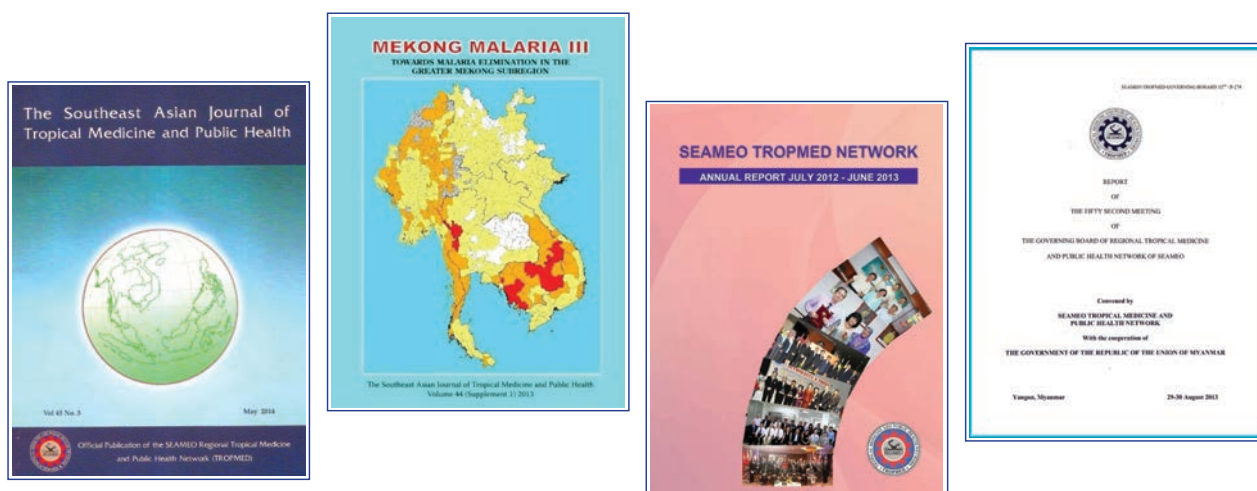 The Southeast Asian Journal of
Tropical Medicine and Public Health
Vol 45 No. 3
May 2014
Official Publication of the SEAMEO Regional Tropical Medicine
and Public Health Network (TROPMED)
MEKONG MALARIA III
TOWARDS MALARIA ELIMINATION IN THE
GREATER MEKONG SUBREGION
The Southeast Asian Journal of Tropical Medicine and Public Health
Volume 44 (Supplement 1) 2013
SEAMEO TROPMED NETWORK
ANNUAL REPORT JULY 2012 - JUNE 2013
REPORT
OF
THE FIFTY SECOND MEETING
OF
THE GOVERNING BOARD OF REGIONAL TROPICAL MEDICINE
AND PUBLIC HEALTH NETWORK OF SEAMEO
Convened by
SEAMEO TROPICAL MEDICINE AND
PUBLIC HEALTH NETWORK
With the cooperation of
THE GOVERNMENT OF THE REPUBLIC OF THE UNION OF MYANMAR
Yangon, Myanmar
29-30 August 2013